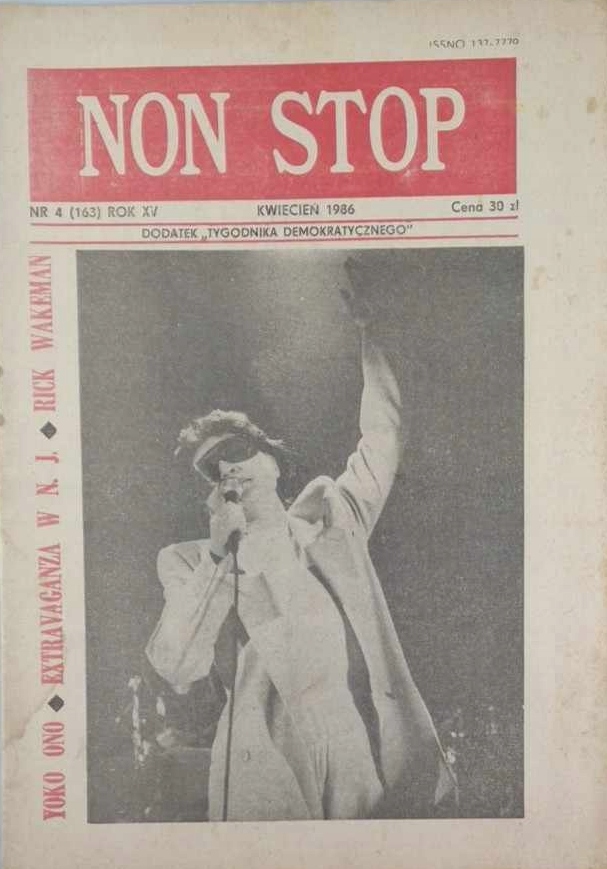 NON STOP
NR 4 (163) ROK XV KWIECIEŃ 1986 Cena 30 zł
DODATEK „TYGODNIKA DEMOKRATYCZNEGO"
YOKO ONO ◆ EXTRAVAGANZA W N. J. ◆ RICK WAKEMAN